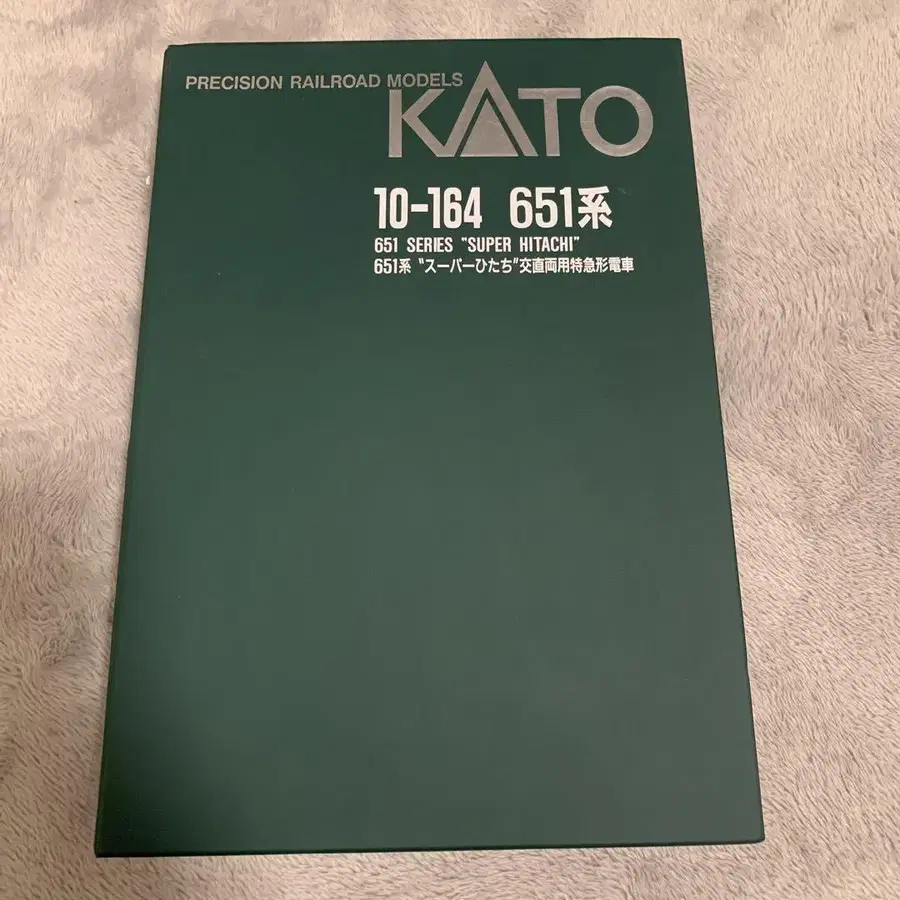 PRECISION RAILROAD MODELS
KATO
10-164 651系
651 SERIES "SUPER HITACHI"
651系 "スーパーひたち"交直両用特急形電車